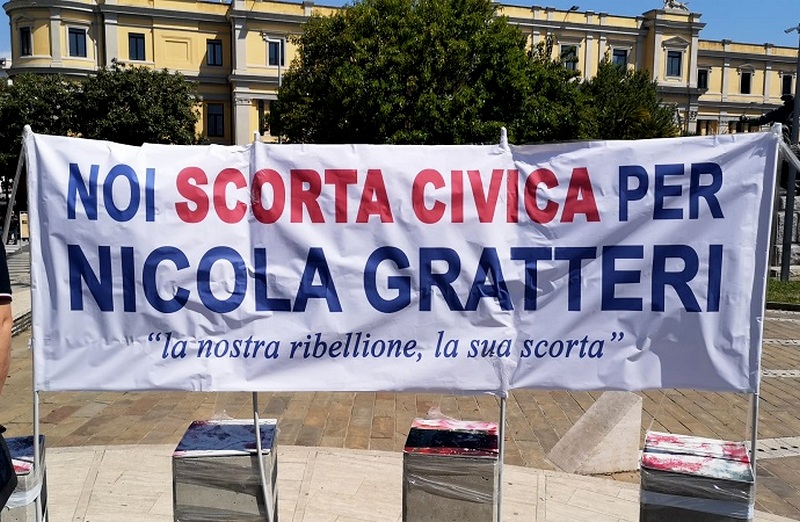 NOI SCORTA CIVICA PER
NICOLA GRATTERI
“la nostra ribellione, la sua scorta”